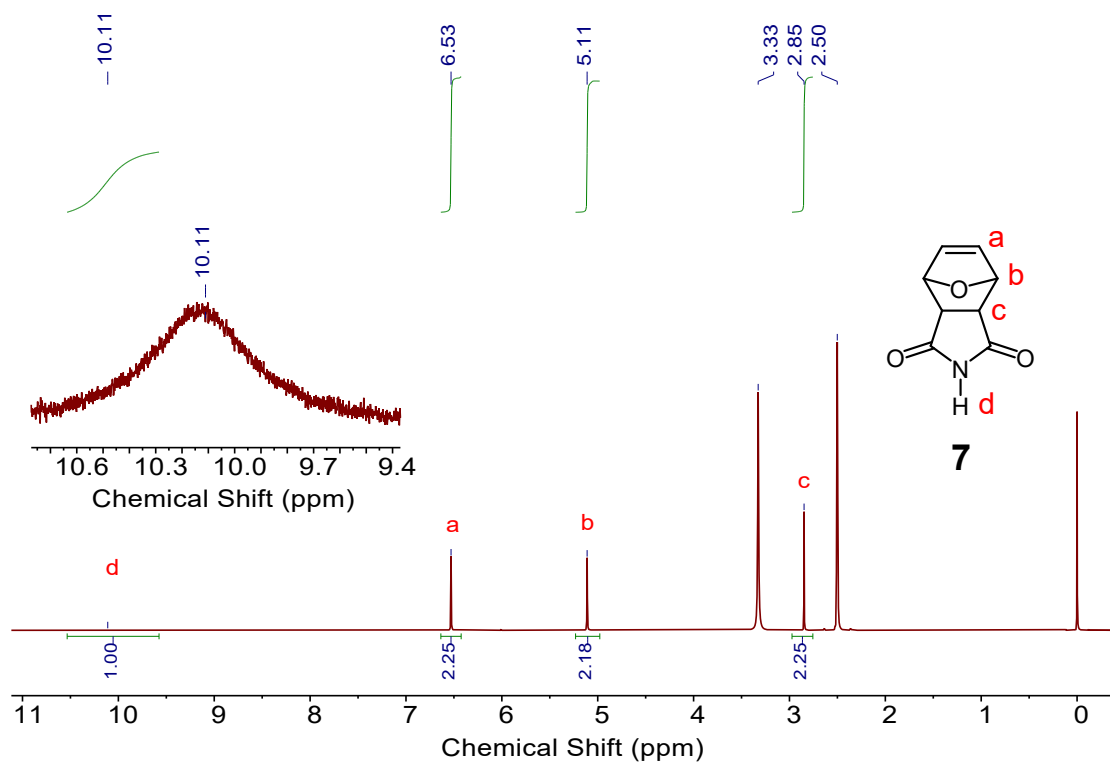 10.11
6.53
5.11
3.33
2.85
2.50
10.11
10.6 10.3 10.0 9.7 9.4
Chemical Shift (ppm)
a
b
O
c
O
O
N
H d
7
d
a
b
c
1.00
2.25
2.18
2.25
11 10 9 8 7 6 5 4 3 2 1 0
Chemical Shift (ppm)